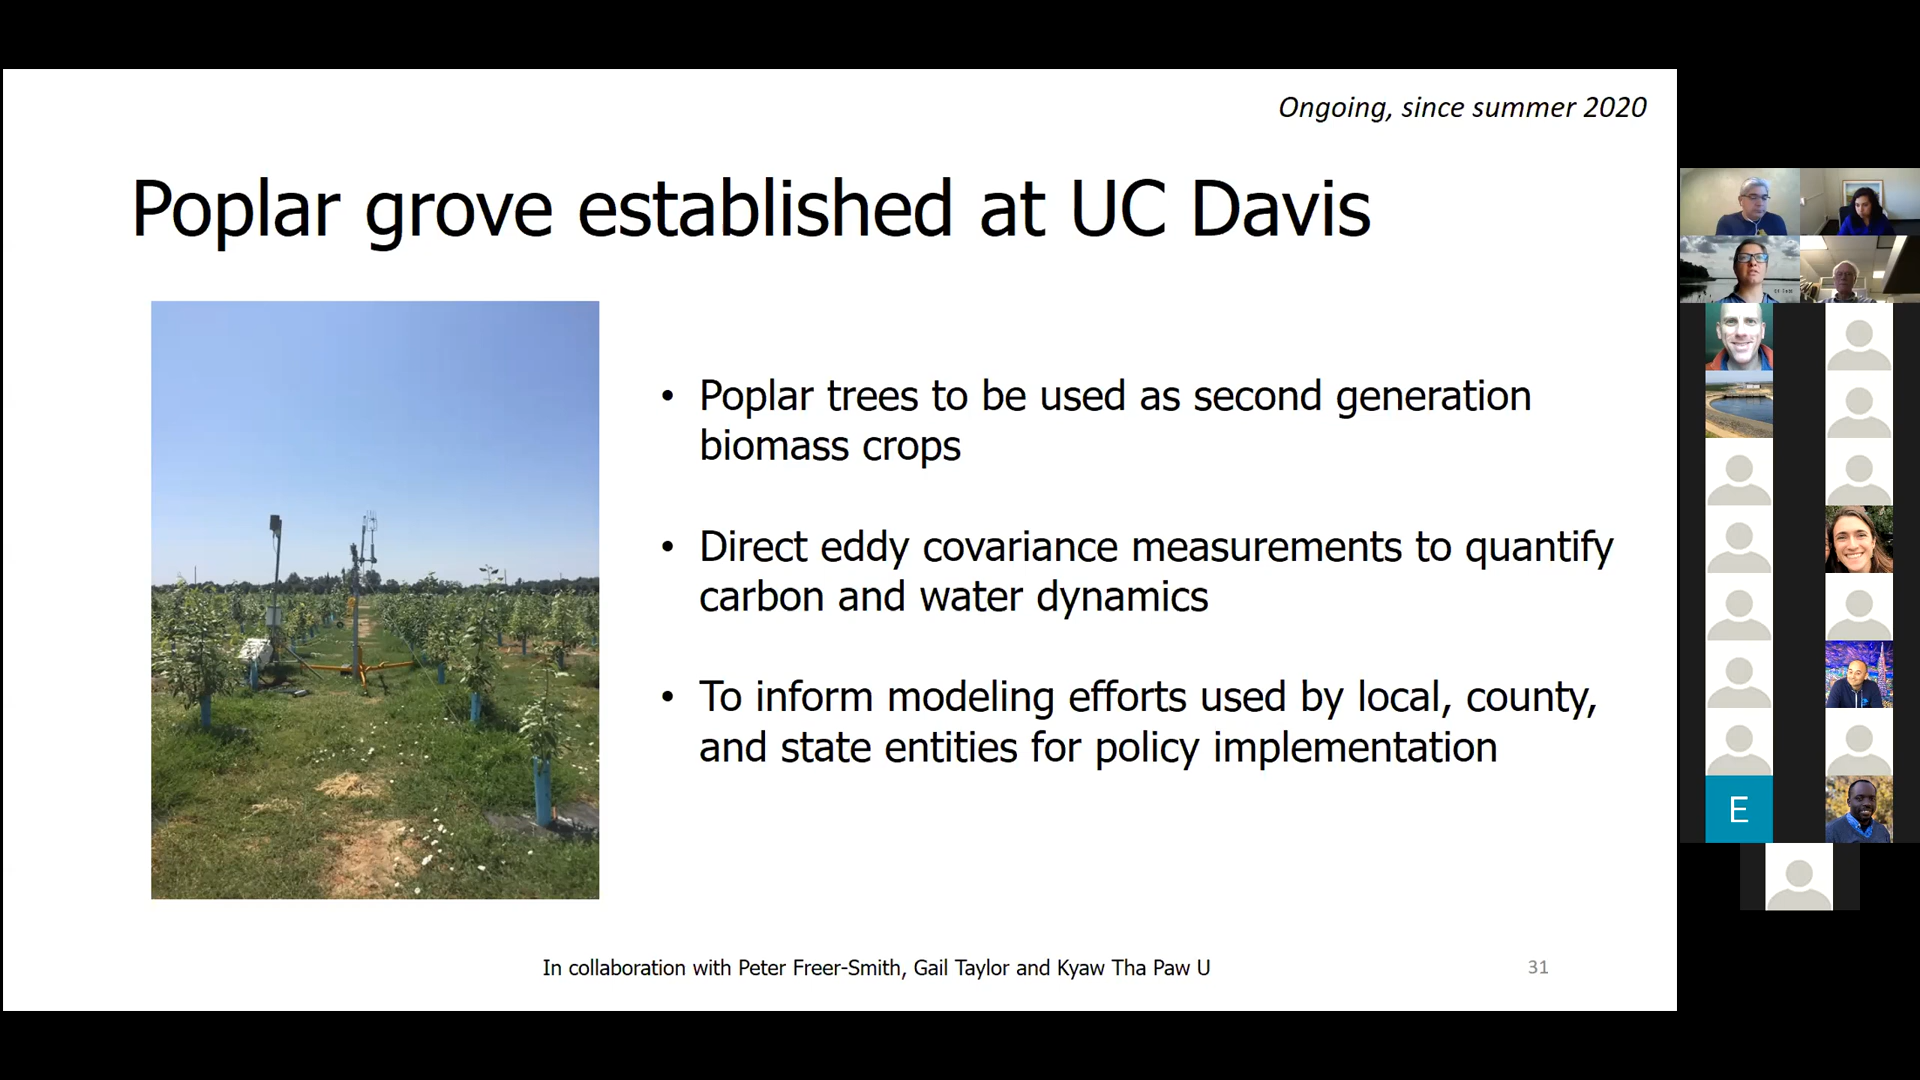 Ongoing, since summer 2020
Poplar grove established at UC Davis
• Poplar trees to be used as second generation
biomass crops
• Direct eddy covariance measurements to quantify
carbon and water dynamics
• To inform modeling efforts used by local, county,
and state entities for policy implementation
In collaboration with Peter Freer-Smith, Gail Taylor and Kyaw Tha Paw U
31
E